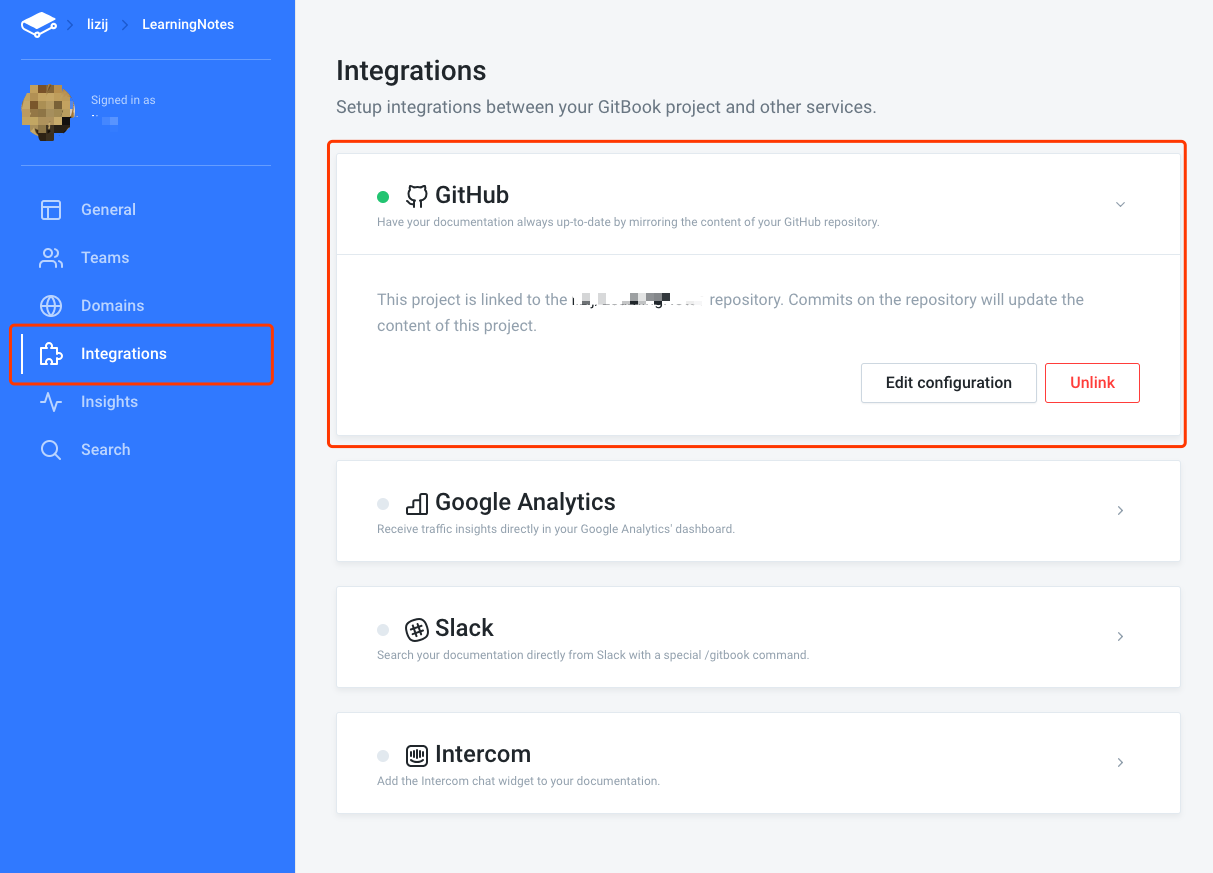 lizij LearningNotes
Signed in as
General
Teams
Domains
Integrations
Insights
Search
Integrations
Setup integrations between your GitBook project and other services.
GitHub
Have your documentation always up-to-date by mirroring the content of your GitHub repository.
This project is linked to the repository. Commits on the repository will update the
content of this project.
Edit configuration
Unlink
Google Analytics
Receive traffic insights directly in your Google Analytics' dashboard.
Slack
Search your documentation directly from Slack with a special /gitbook command.
Intercom
Add the Intercom chat widget to your documentation.